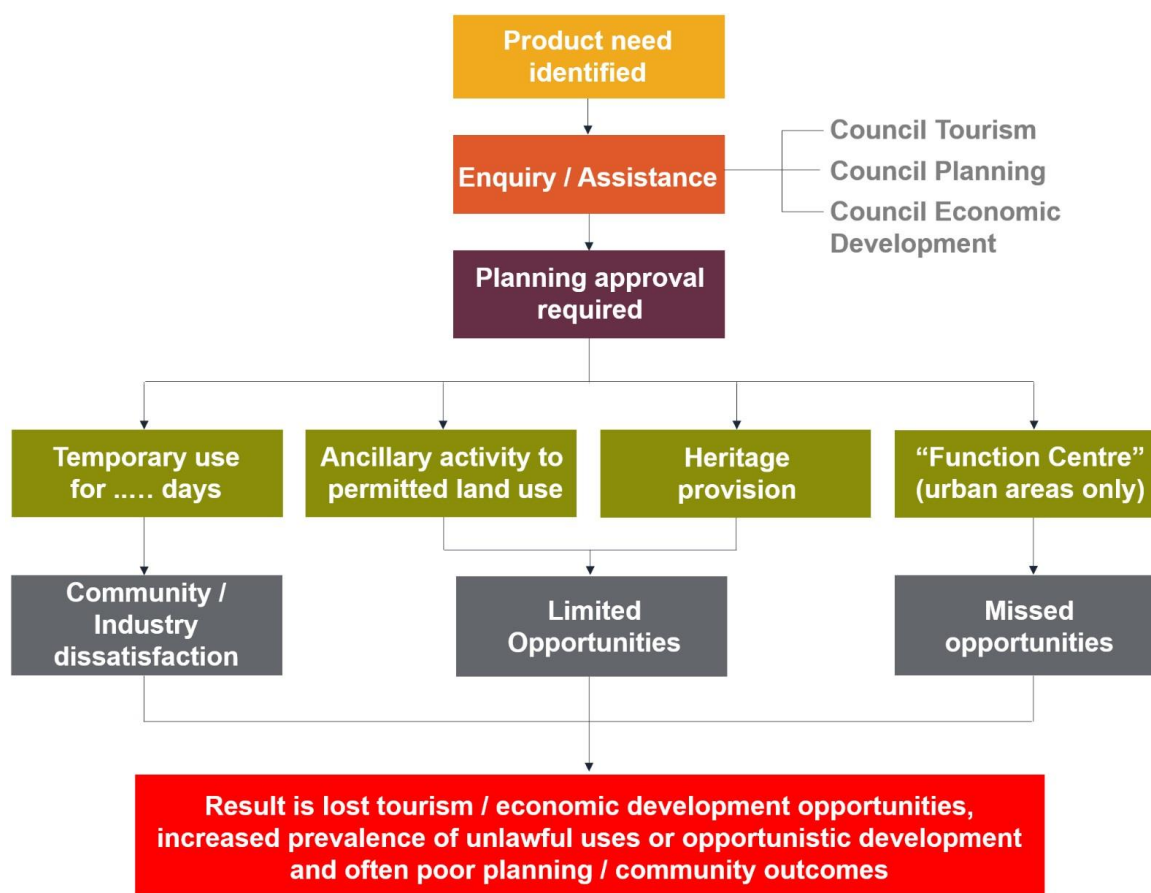 Product need
identified
Enquiry / Assistance
Council Tourism
Council Planning
Council Economic
Development
Planning approval
required
Temporary use
for ...... days
Ancillary activity to
permitted land use
Heritage
provision
“Function Centre”
(urban areas only)
Community /
Industry
dissatisfaction
Limited
Opportunities
Missed
opportunities
Result is lost tourism / economic development opportunities,
increased prevalence of unlawful uses or opportunistic development
and often poor planning / community outcomes